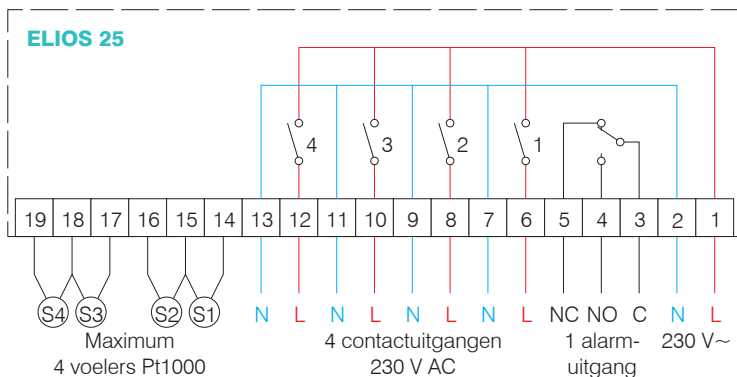 ELIOS 25
4 3 2 1
19 18 17 16 15 14 13 12 11 10 9 8 7 6 5 4 3 2 1
S4 S3 S2 S1 N L N L N L N L NC NO C N L
Maximum 4 contactuitgangen 1 alarm- 230 V~
4 voelers Pt1000 230 V AC uitgang